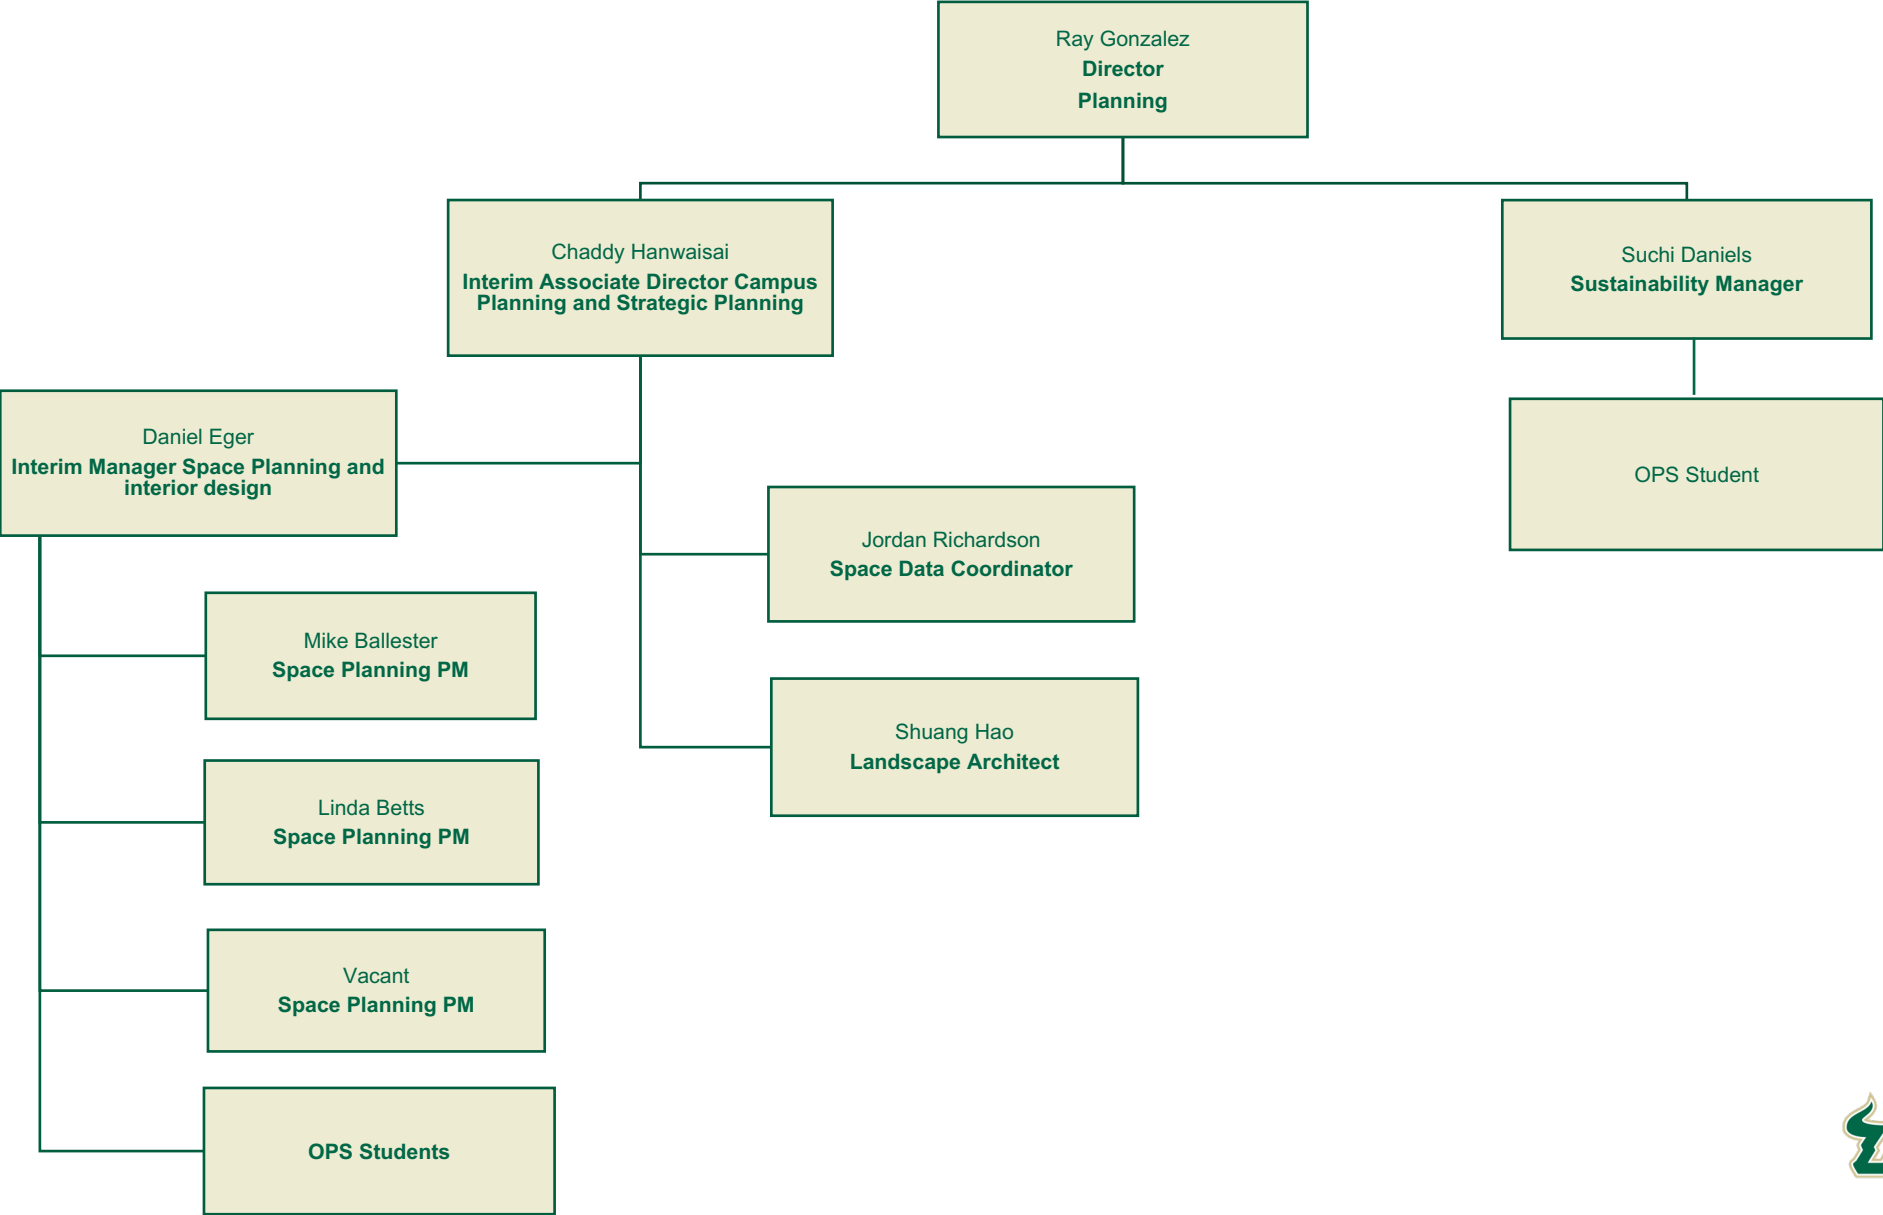 Ray Gonzalez
Director
Planning
Chaddy Hanwaisai
Interim Associate Director Campus
Planning and Strategic Planning
Suchi Daniels
Sustainability Manager
Daniel Eger
Interim Manager Space Planning and
interior design
OPS Student
Jordan Richardson
Space Data Coordinator
Mike Ballester
Space Planning PM
Shuang Hao
Landscape Architect
Linda Betts
Space Planning PM
Vacant
Space Planning PM
OPS Students